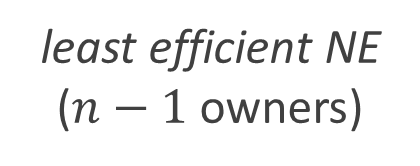 least efficient NE
(n − 1 owners)